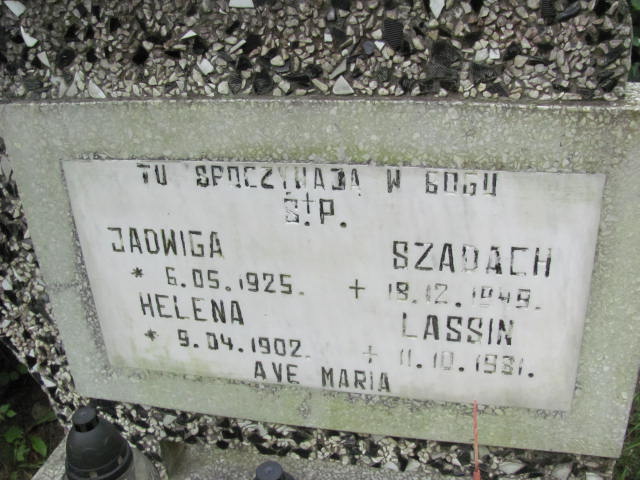 TU SPOCZYWAJĄ W BOGU
Ś†P.
JADWIGA SZADACH
* 6.05.1925. + 18.12.1949.
HELENA LASSIN
* 9.04.1902. + 11.10.1981.
AVE MARIA